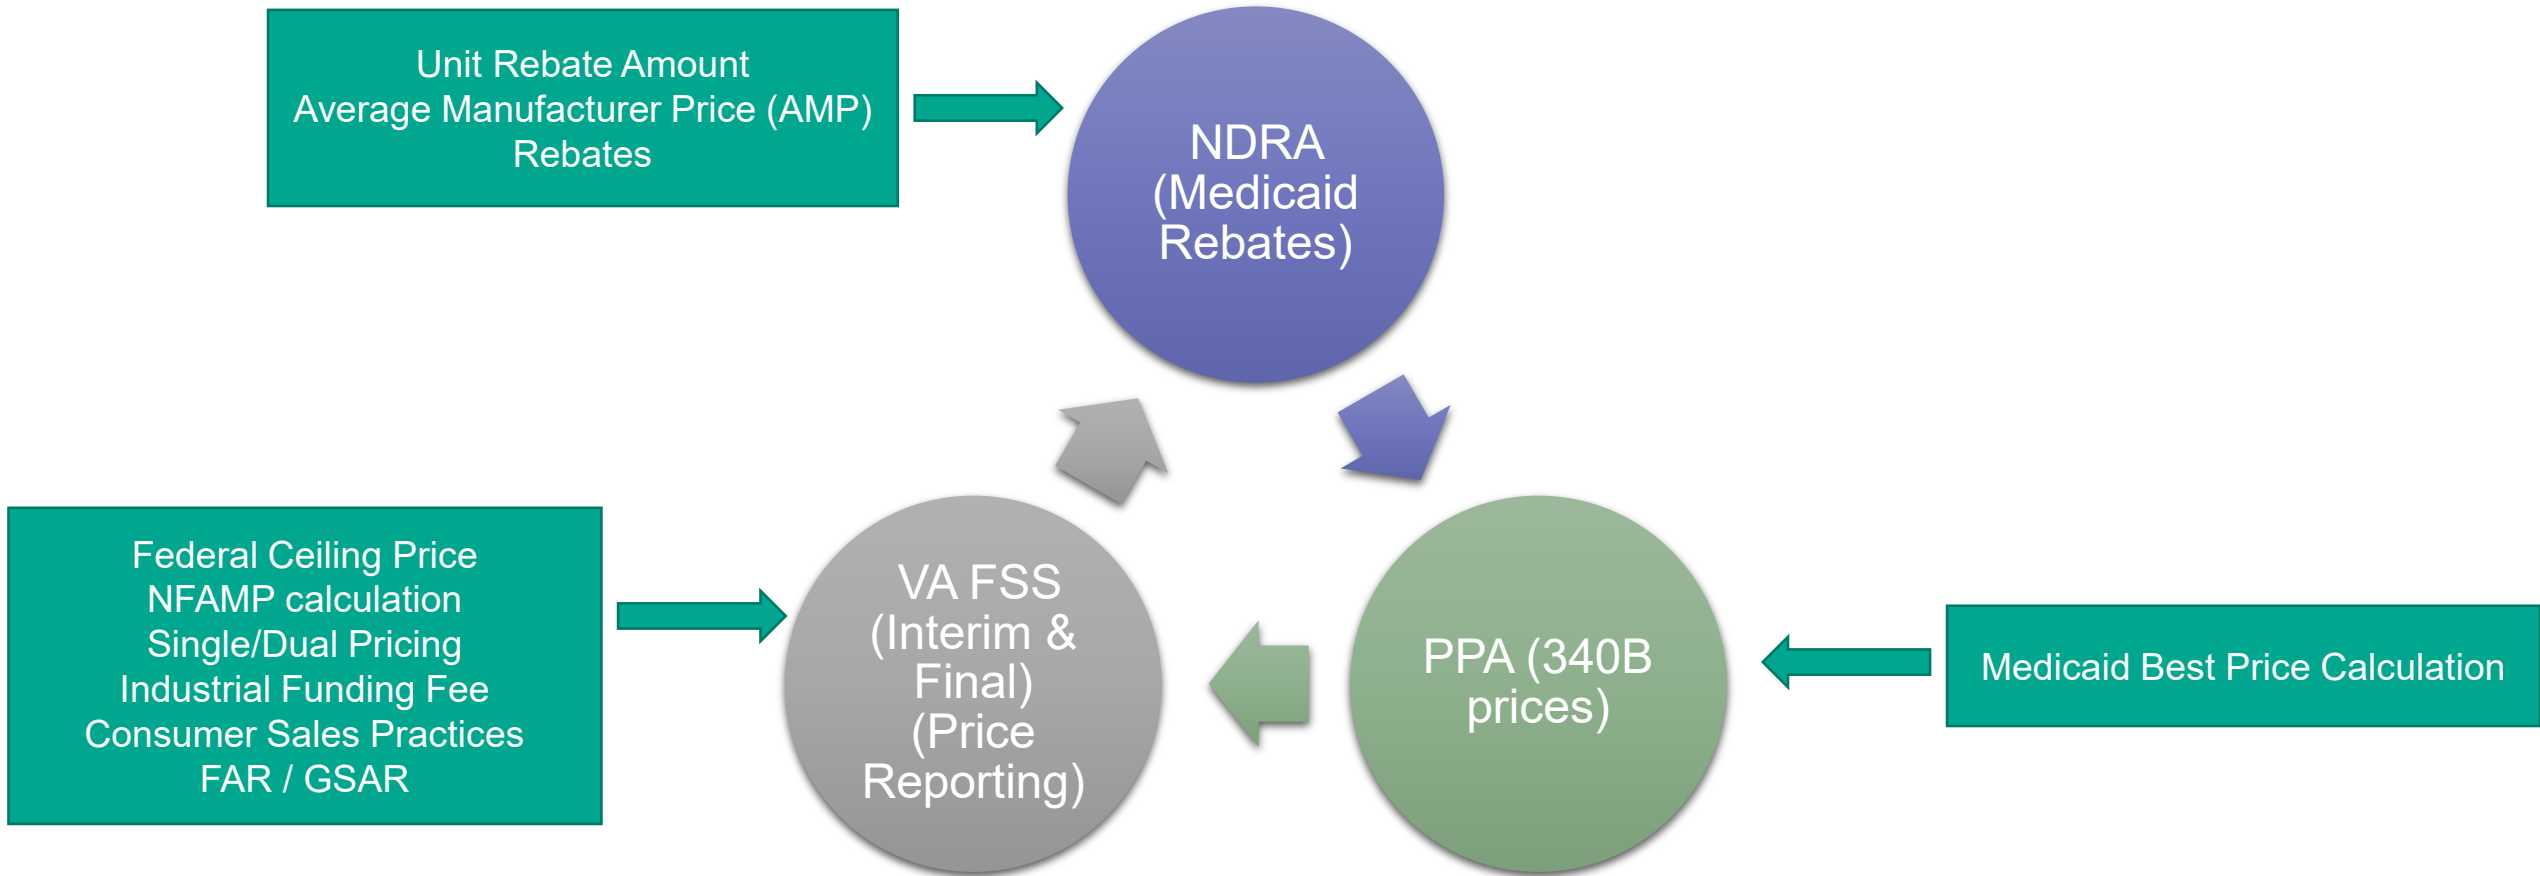 Unit Rebate Amount
Average Manufacturer Price (AMP)
Rebates
NDRA
(Medicaid
Rebates)
Federal Ceiling Price
NFAMP calculation
Single/Dual Pricing
Industrial Funding Fee
Consumer Sales Practices
FAR / GSAR
VA FSS
(Interim &
Final)
(Price
Reporting)
PPA (340B
prices)
Medicaid Best Price Calculation